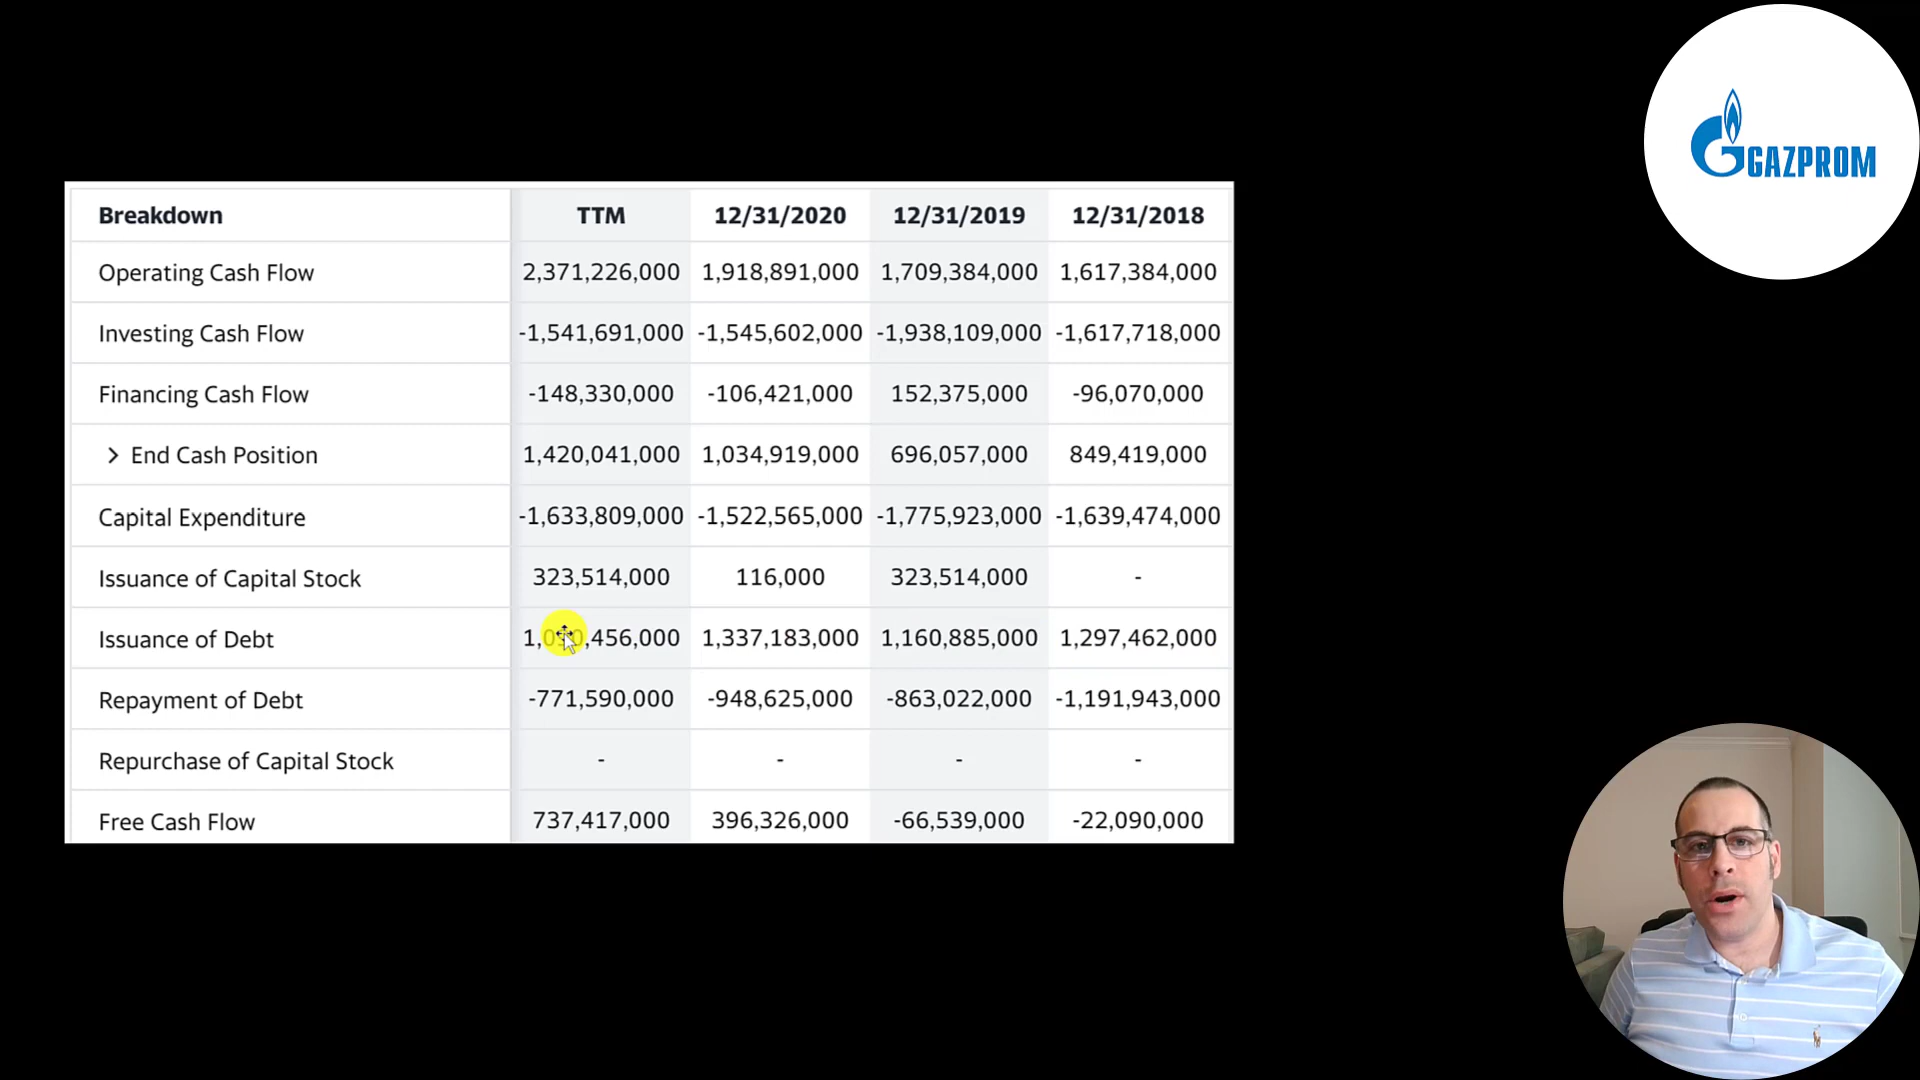 GAZPROM
Breakdown TTM 12/31/2020 12/31/2019 12/31/2018
Operating Cash Flow 2,371,226,000 1,918,891,000 1,709,384,000 1,617,384,000
Investing Cash Flow -1,541,691,000 -1,545,602,000 -1,938,109,000 -1,617,718,000
Financing Cash Flow -148,330,000 -106,421,000 152,375,000 -96,070,000
> End Cash Position 1,420,041,000 1,034,919,000 696,057,000 849,419,000
Capital Expenditure -1,633,809,000 -1,522,565,000 -1,775,923,000 -1,639,474,000
Issuance of Capital Stock 323,514,000 116,000 323,514,000 -
Issuance of Debt 1,337,183,000 1,160,885,000 1,297,462,000
Repayment of Debt -771,590,000 -948,625,000 -863,022,000 -1,191,943,000
Repurchase of Capital Stock - - - -
Free Cash Flow 737,417,000 396,326,000 -66,539,000 -22,090,000